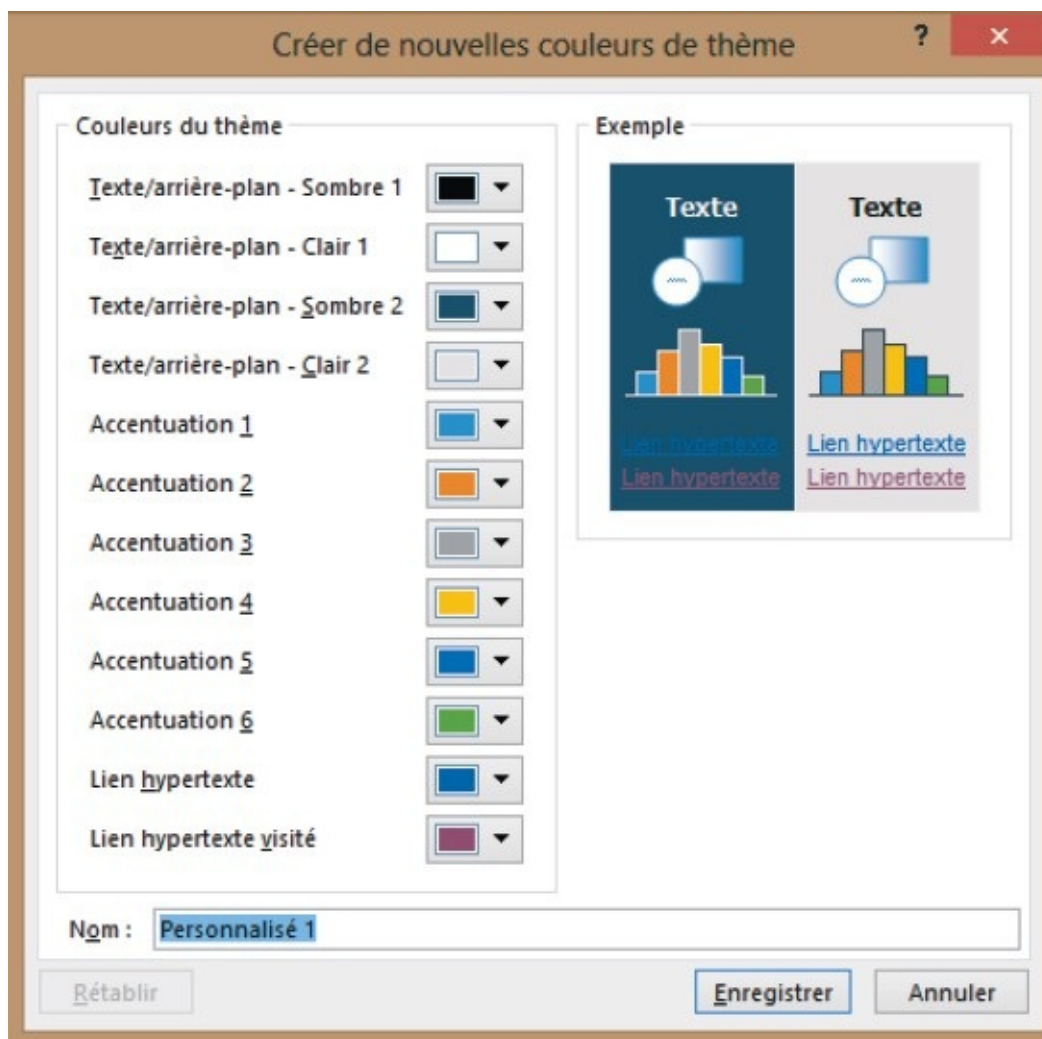 Créer de nouvelles couleurs de thème ? ×
Couleurs du thème
Texte/arrière-plan - Sombre 1
Texte/arrière-plan - Clair 1
Texte/arrière-plan - Sombre 2
Texte/arrière-plan - Clair 2
Accentuation 1
Accentuation 2
Accentuation 3
Accentuation 4
Accentuation 5
Accentuation 6
Lien hypertexte
Lien hypertexte visité
Exemple
Texte Texte
Lien hypertexte Lien hypertexte
Lien hypertexte Lien hypertexte
Nom : Personnalisé 1
Rétablir Enregistrer Annuler